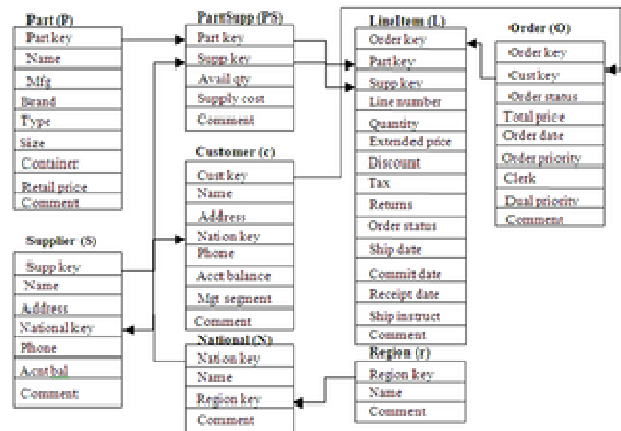 Part (P)
Part key
Name
Mfg
Brand
Type
Size
Container
Retail price
Comment
Supplier (S)
Supp key
Name
Address
National key
Phone
Acnt bal
Comment
PartSupp (PS)
Part key
Supp key
Avail qty
Supply cost
Comment
Customer (c)
Cust key
Name
Address
Nation key
Phone
Acct balance
Mgt segment
Comment
National (N)
Nation key
Name
Region key
Comment
LineItem (L)
Order key
Partkey
Supp key
Line number
Quantity
Extended price
Discount
Tax
Returns
Order status
Ship date
Commit date
Receipt date
Ship instruct
Comment
Region (r)
Region key
Name
Comment
Order (O)
Order key
Cust key
Order status
Total price
Order date
Order priority
Clerk
Dual priority
Comment